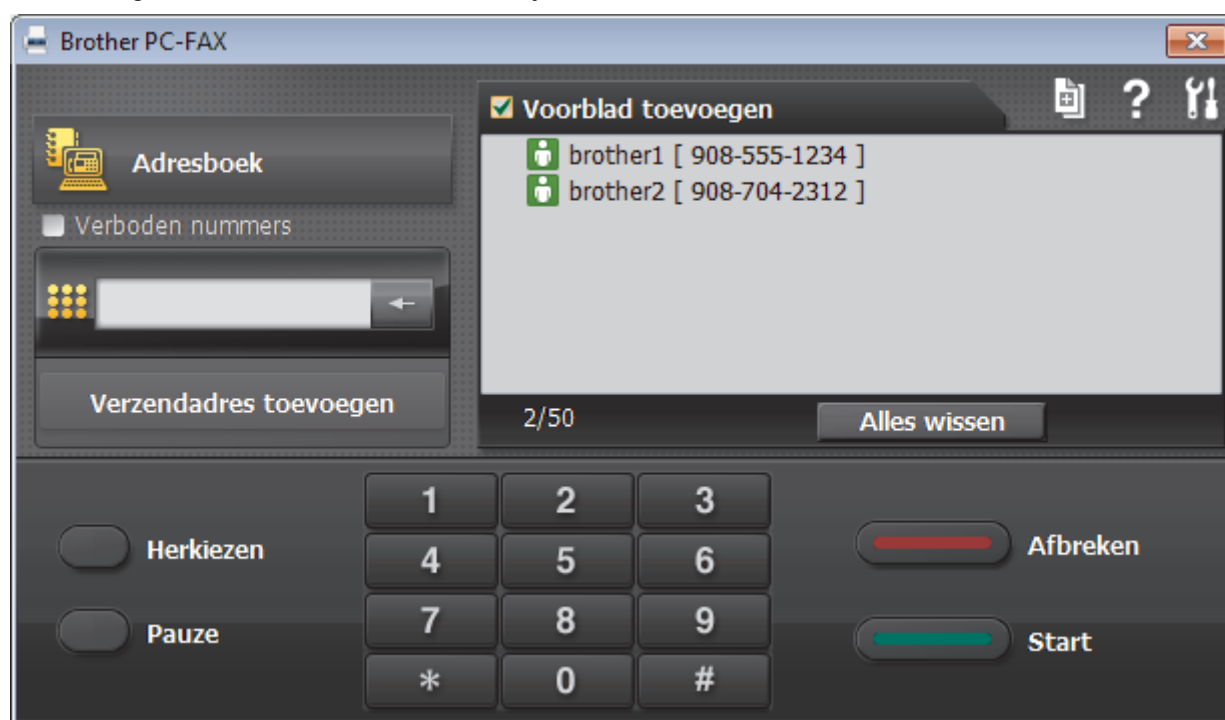 Brother PC-FAX
Adresboek
Verboden nummers
Verzendadres toevoegen
Voorblad toevoegen
?
brother1 [ 908-555-1234 ]
brother2 [ 908-704-2312 ]
2/50
Alles wissen
Herkiezen
Pauze
1 2 3
4 5 6
7 8 9
* 0 #
Afbreken
Start